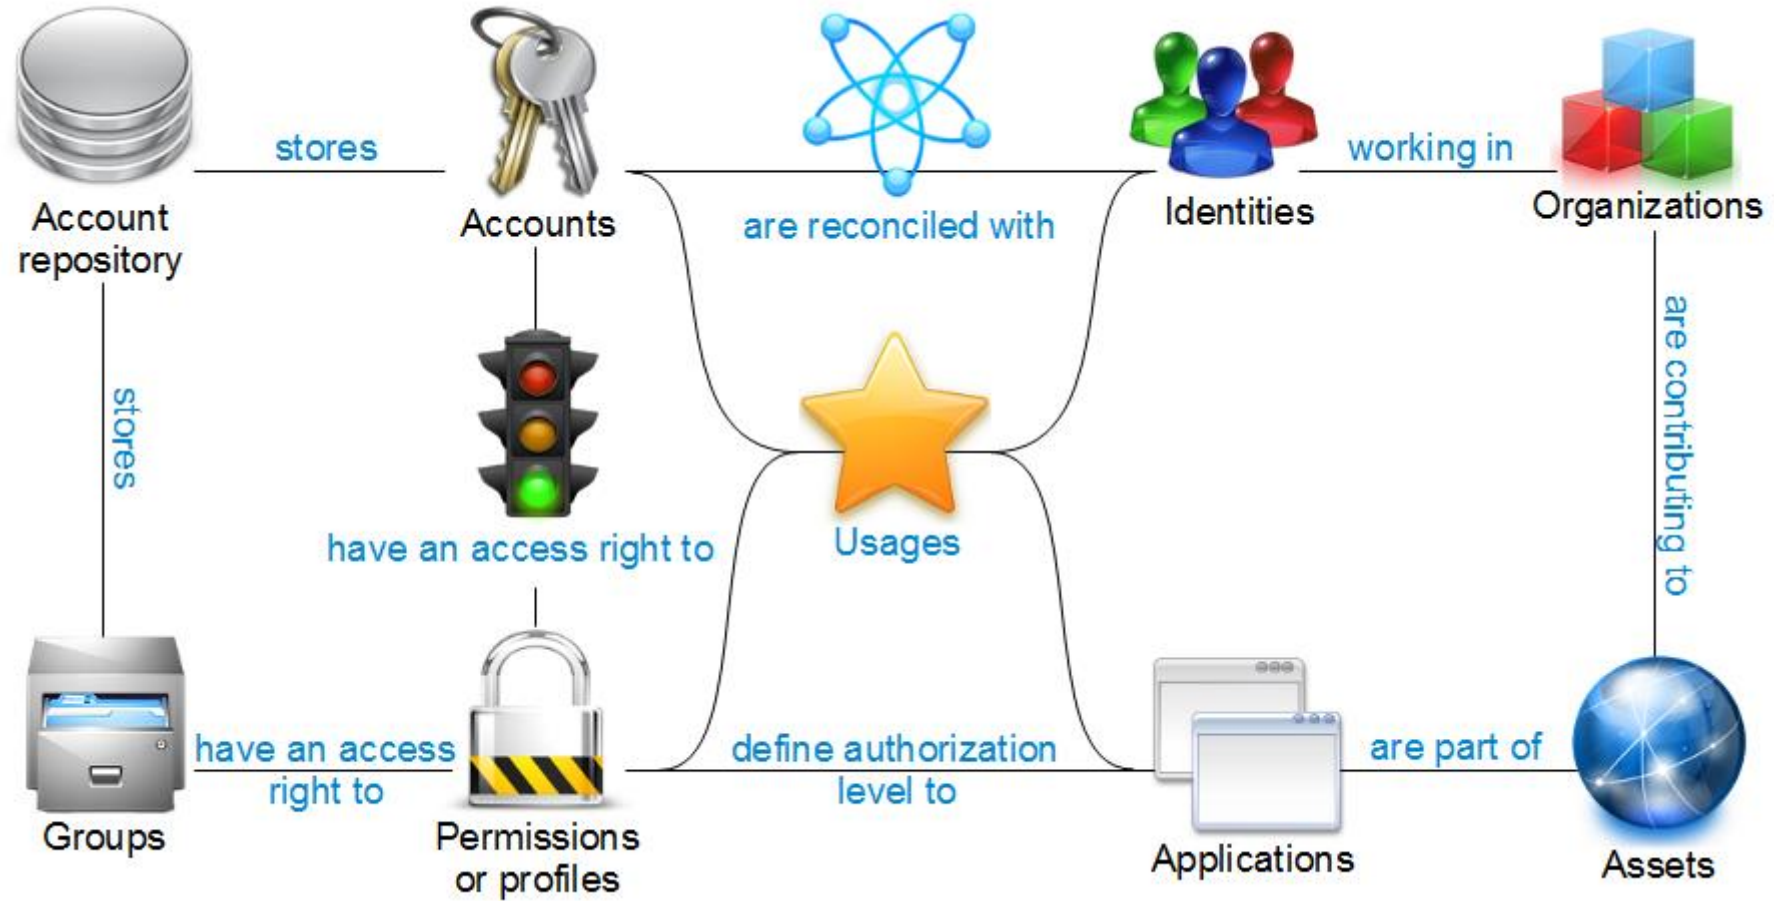 stores
working in
Account
repository
Accounts
are reconciled with
Identities
Organizations
stores
are contributing to
have an access right to
Usages
have an access
right to
define authorization
level to
are part of
Groups
Permissions
or profiles
Applications
Assets